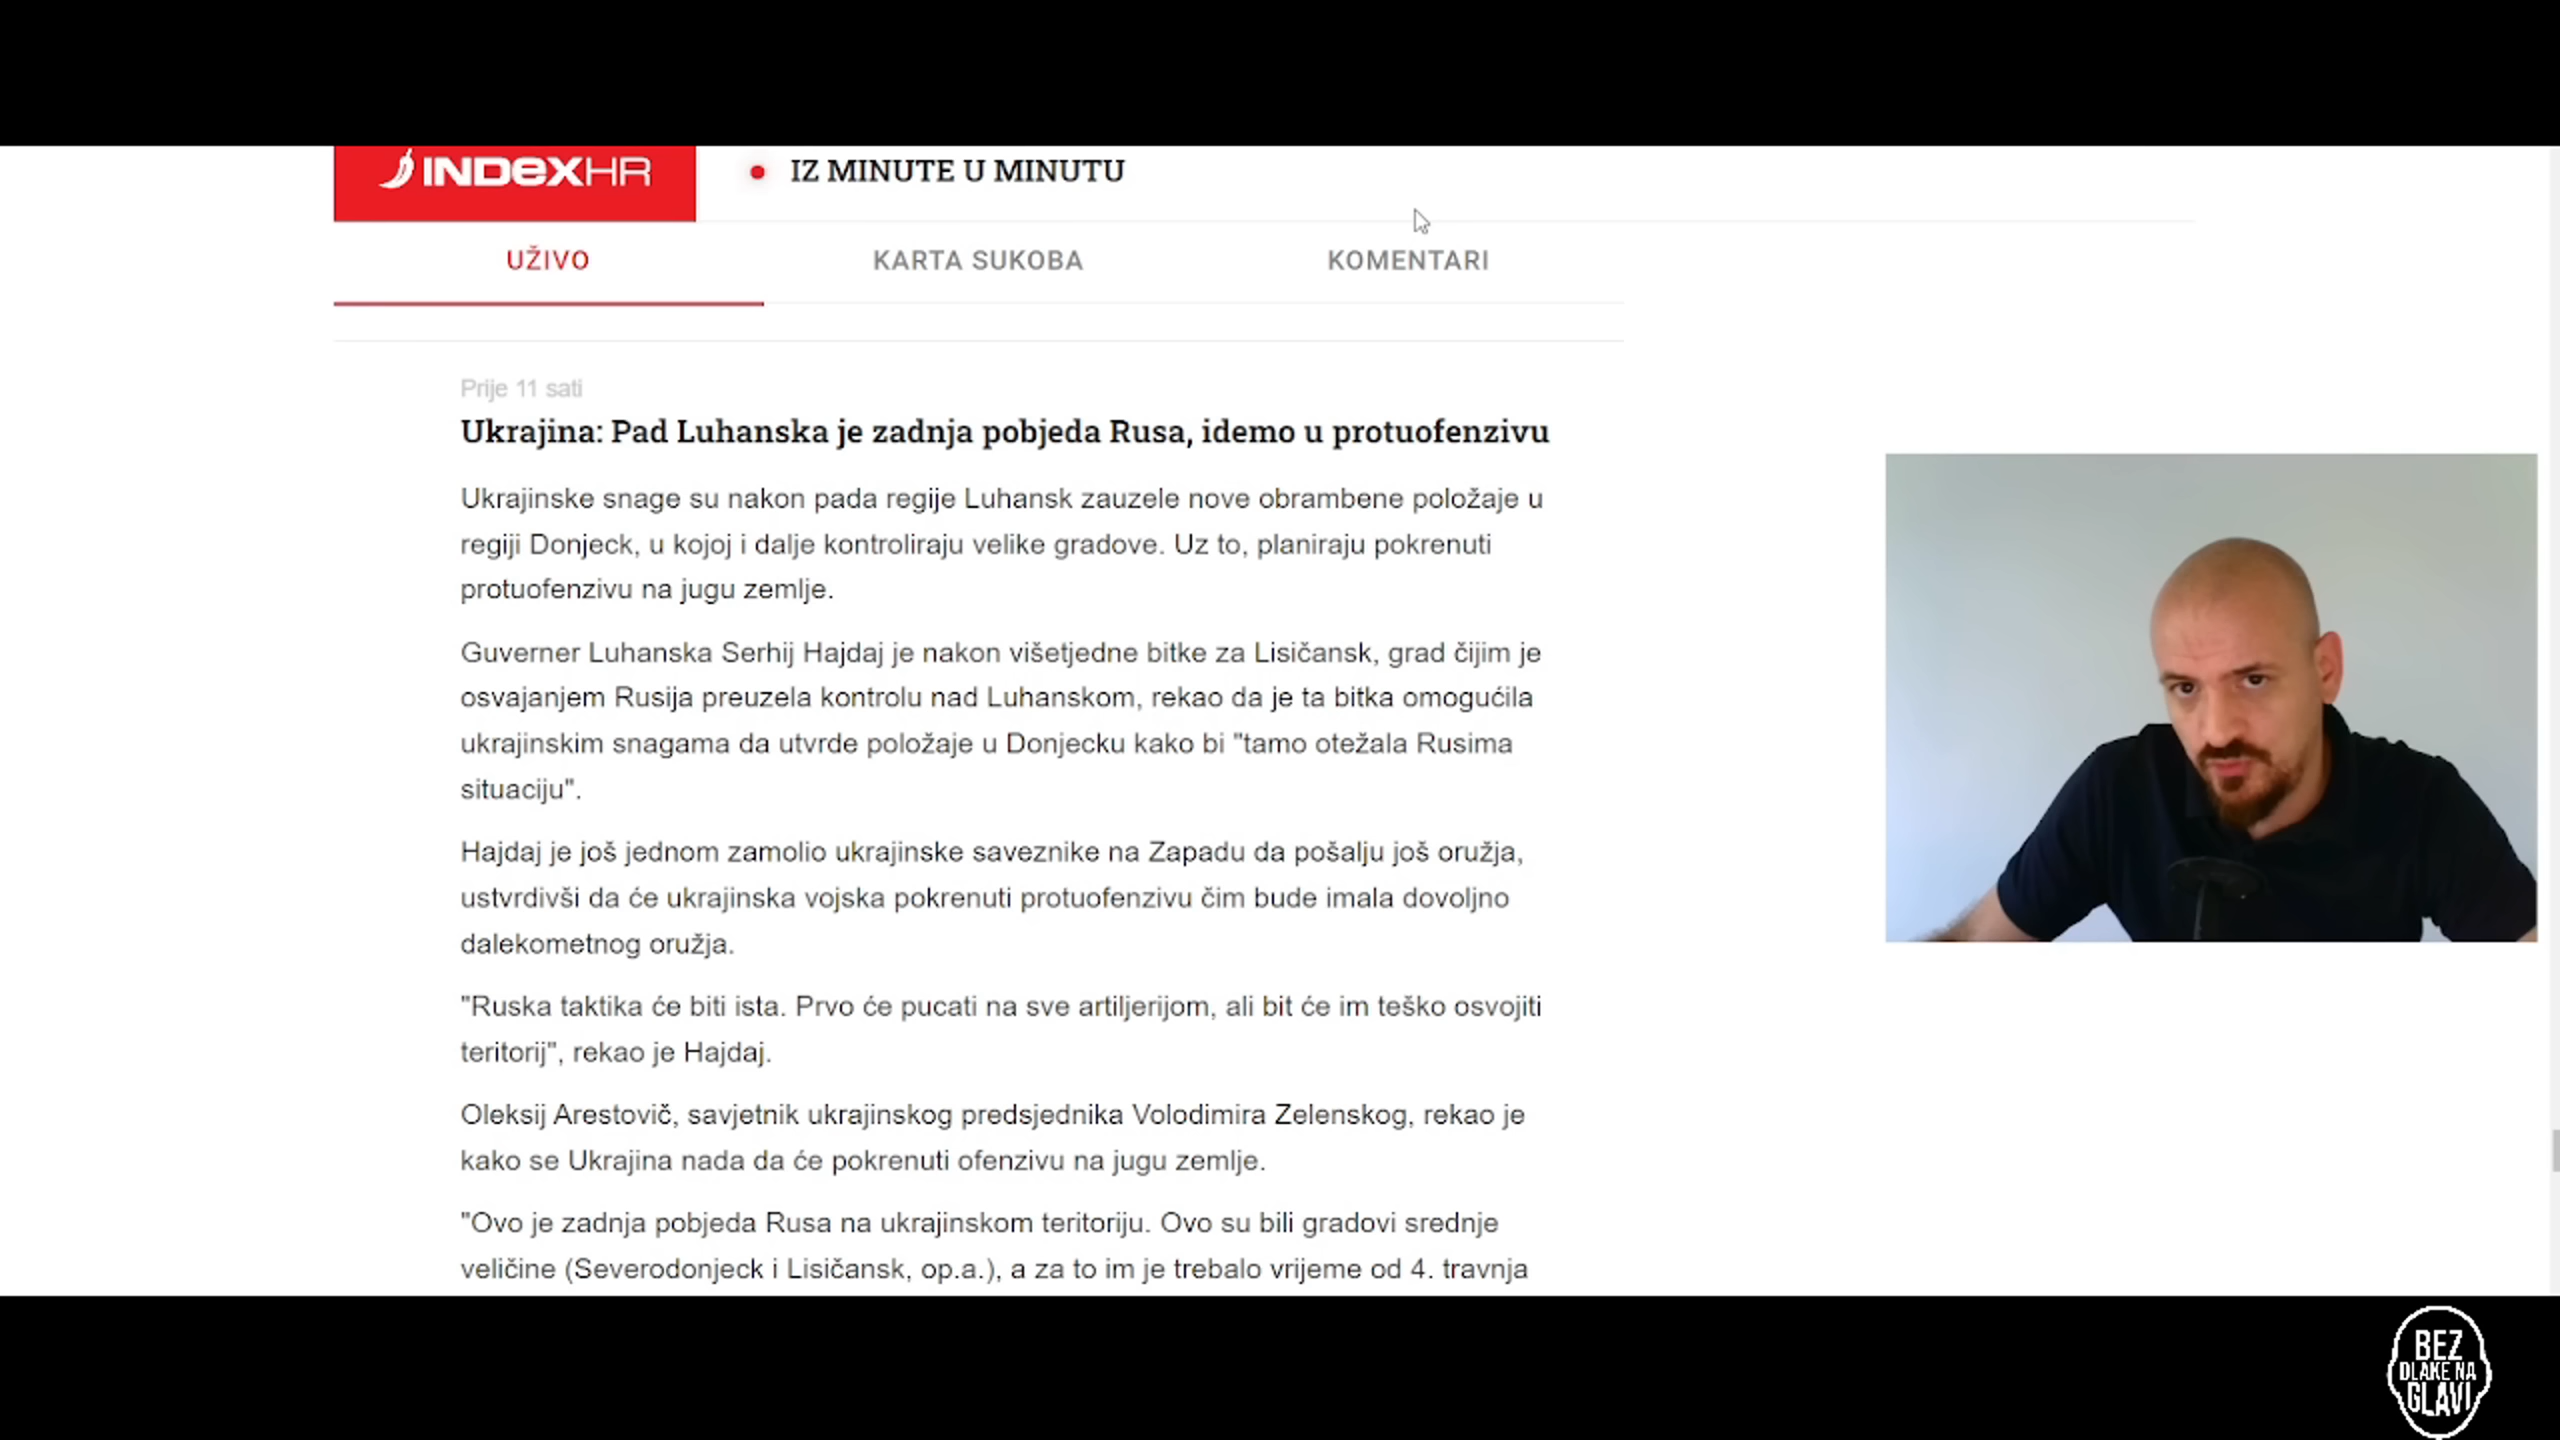 INDEXHR
IZ MINUTE U MINUTU
UŽIVO
KARTA SUKOBA
KOMENTARI
Prije 11 sati
Ukrajina: Pad Luhanska je zadnja pobjeda Rusa, idemo u protuofenzivu
Ukrajinske snage su nakon pada regije Luhansk zauzele nove obrambene položaje u
regiji Donjeck, u kojoj i dalje kontroliraju velike gradove. Uz to, planiraju pokrenuti
protuofenzivu na jugu zemlje.
Guverner Luhanska Serhij Hajdaj je nakon višetjedne bitke za Lisičansk, grad čijim je
osvajanjem Rusija preuzela kontrolu nad Luhanskom, rekao da je ta bitka omogućila
ukrajinskim snagama da utvrde položaje u Donjecku kako bi "tamo otežala Rusima
situaciju".
Hajdaj je još jednom zamolio ukrajinske saveznike na Zapadu da pošalju još oružja,
ustvrdivši da će ukrajinska vojska pokrenuti protuofenzivu čim bude imala dovoljno
dalekometnog oružja.
"Ruska taktika će biti ista. Prvo će pucati na sve artiljerijom, ali bit će im teško osvojiti
teritorij", rekao je Hajdaj.
Oleksij Arestovič, savjetnik ukrajinskog predsjednika Volodimira Zelenskog, rekao je
kako se Ukrajina nada da će pokrenuti ofenzivu na jugu zemlje.
"Ovo je zadnja pobjeda Rusa na ukrajinskom teritoriju. Ovo su bili gradovi srednje
veličine (Severodonjeck i Lisičansk, op.a.), a za to im je trebalo vrijeme od 4. travnja
BEZ
DLAKE NA
GLAVI